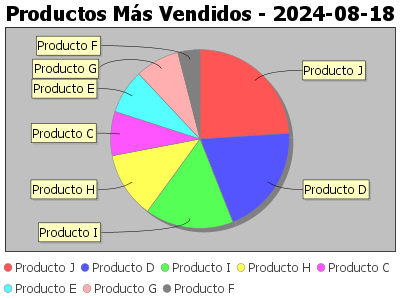 Productos Más Vendidos - 2024-08-18
Producto F
Producto G
Producto E
Producto C
Producto H
Producto I
Producto J
Producto D
Producto J Producto D Producto I Producto H Producto C
Producto E Producto G Producto F